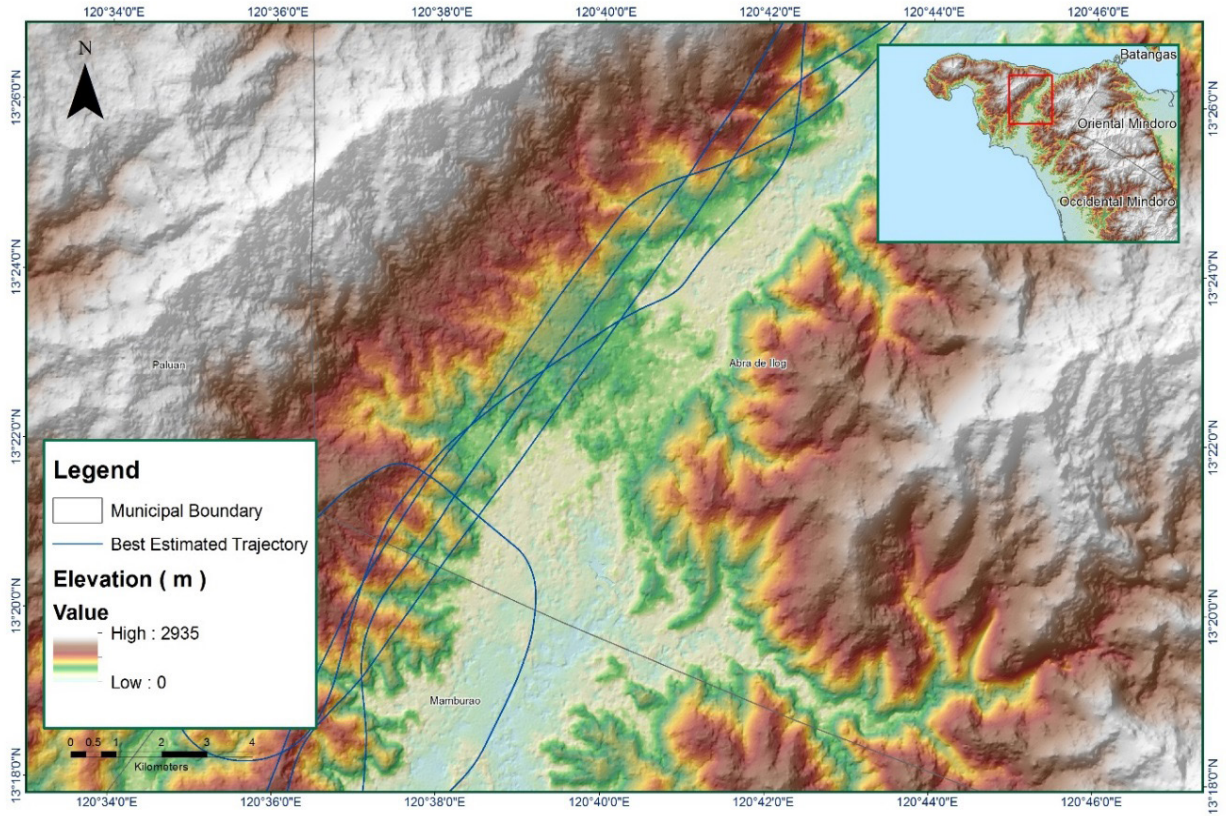 120°34'0"E 120°36'0"E 120°38'0"E 120°40'0"E 120°42'0"E 120°44'0"E 120°46'0"E
N
Batangas
Oriental Mindoro
Occidental Mindoro
13°26'0"N 13°26'0"N
13°24'0"N 13°24'0"N
Paluan
Abra de Ilog
13°22'0"N 13°22'0"N
Legend
Municipal Boundary
Best Estimated Trajectory
Elevation ( m )
Value
High : 2935
Low : 0
13°20'0"N 13°20'0"N
Mamburao
0 0.5 1 2 3 4
Kilometers
13°18'0"N 13°18'0"N
120°34'0"E 120°36'0"E 120°38'0"E 120°40'0"E 120°42'0"E 120°44'0"E 120°46'0"E